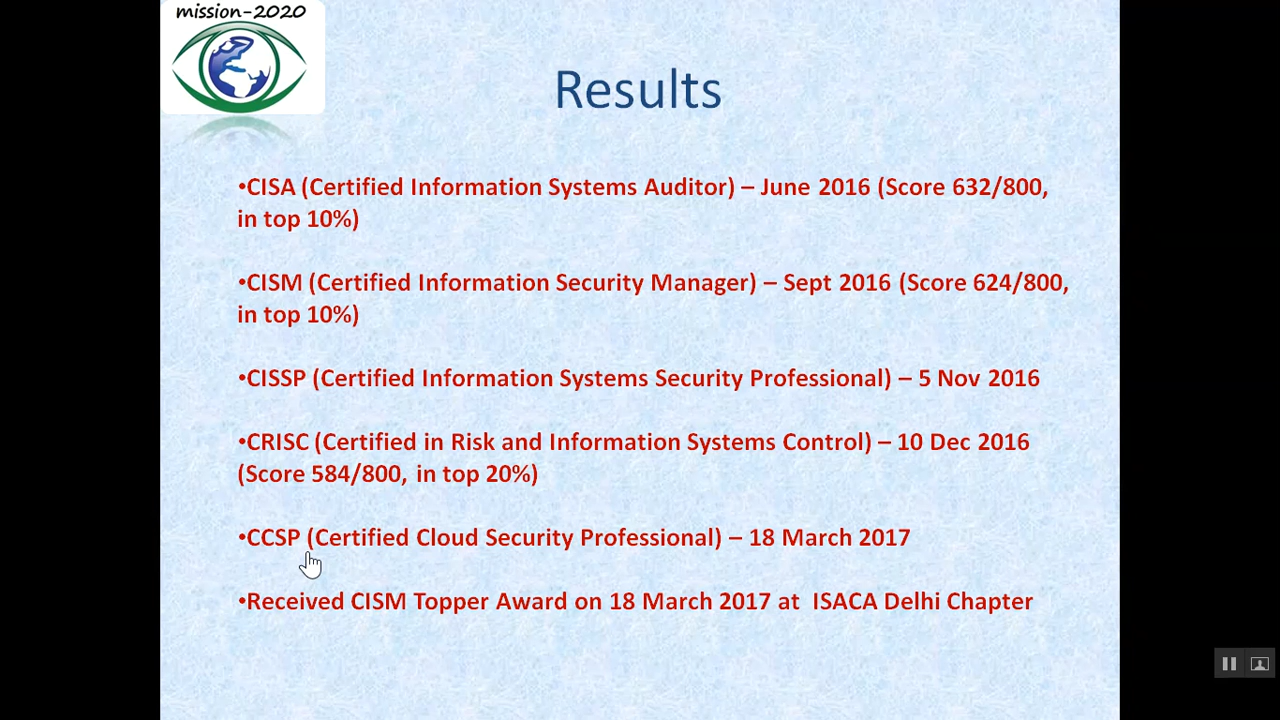 mission-2020
Results
•CISA (Certified Information Systems Auditor) – June 2016 (Score 632/800,
in top 10%)
•CISM (Certified Information Security Manager) – Sept 2016 (Score 624/800,
in top 10%)
•CISSP (Certified Information Systems Security Professional) – 5 Nov 2016
•CRISC (Certified in Risk and Information Systems Control) – 10 Dec 2016
(Score 584/800, in top 20%)
•CCSP (Certified Cloud Security Professional) – 18 March 2017
•Received CISM Topper Award on 18 March 2017 at  ISACA Delhi Chapter